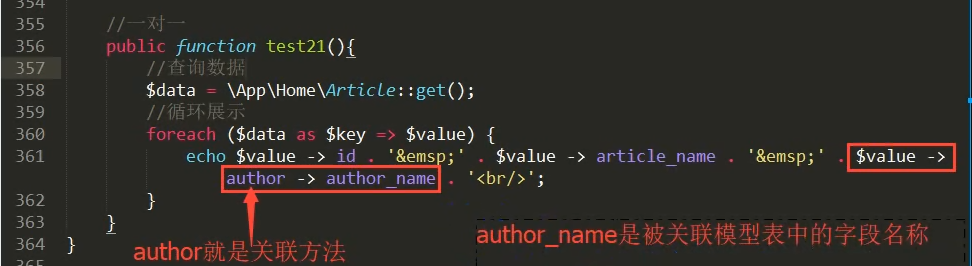 354
355 //一对一
356 public function test21(){
357 //查询数据
358 $data = \App\Home\Article::get();
359 //循环展示
360 foreach ($data as $key => $value) {
361 echo $value -> id . '&emsp;' . $value -> article_name . '&emsp;' . $value ->
author -> author_name . '<br/>';
362 }
363 }
364 }
author就是关联方法
author_name是被关联模型表中的字段名称